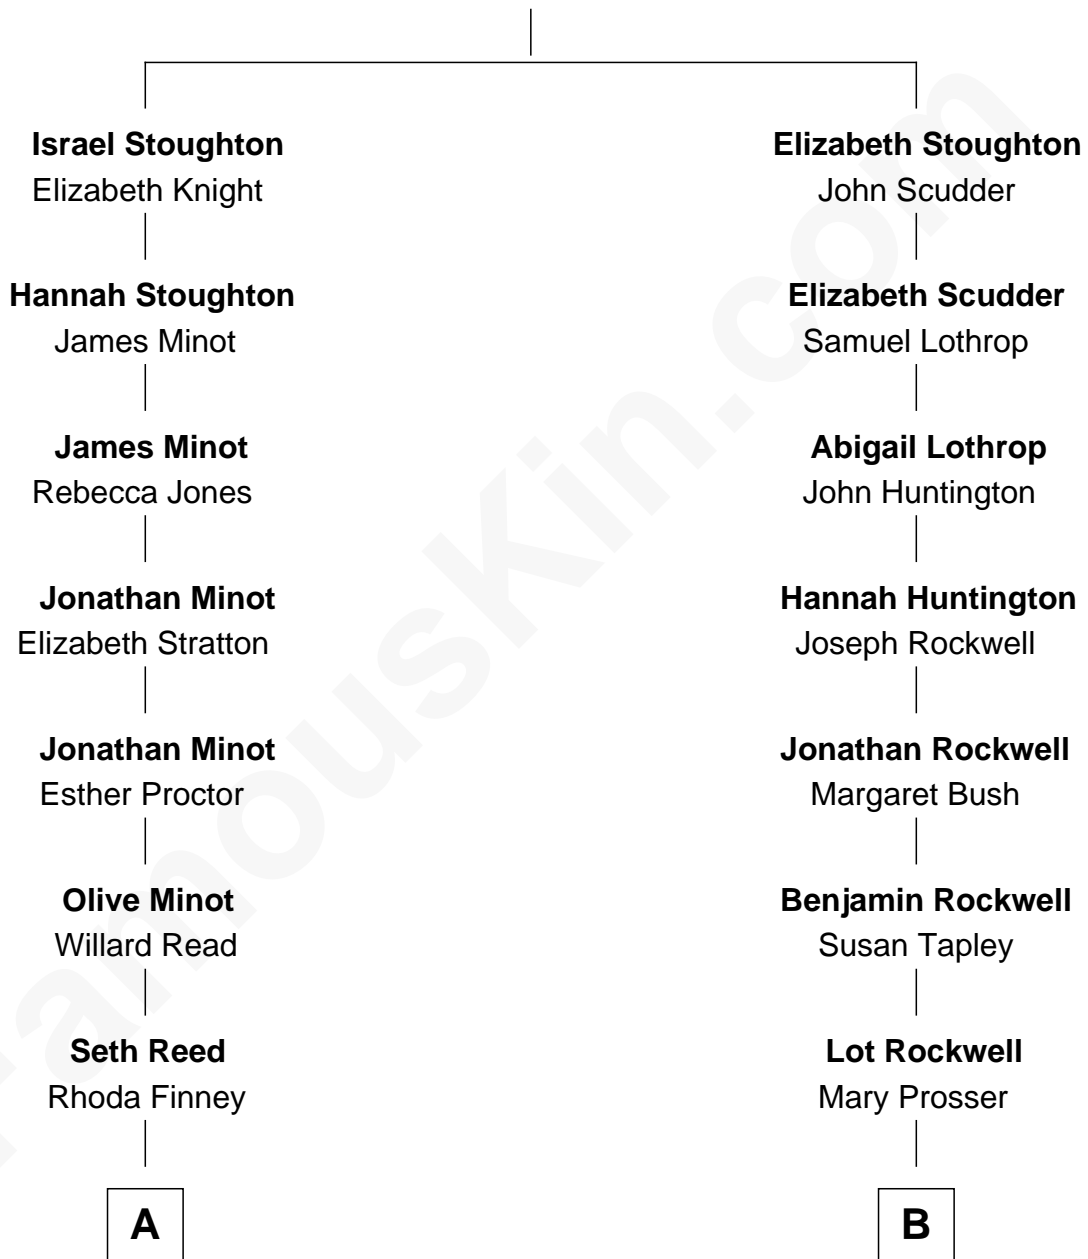 Israel Stoughton
Elizabeth Knight
Hannah Stoughton
James Minot
James Minot
Rebecca Jones
Jonathan Minot
Elizabeth Stratton
Jonathan Minot
Esther Proctor
Olive Minot
Willard Read
Seth Reed
Rhoda Finney
A
Elizabeth Stoughton
John Scudder
Elizabeth Scudder
Samuel Lothrop
Abigail Lothrop
John Huntington
Hannah Huntington
Joseph Rockwell
Jonathan Rockwell
Margaret Bush
Benjamin Rockwell
Susan Tapley
Lot Rockwell
Mary Prosser
B
FamousKin.com